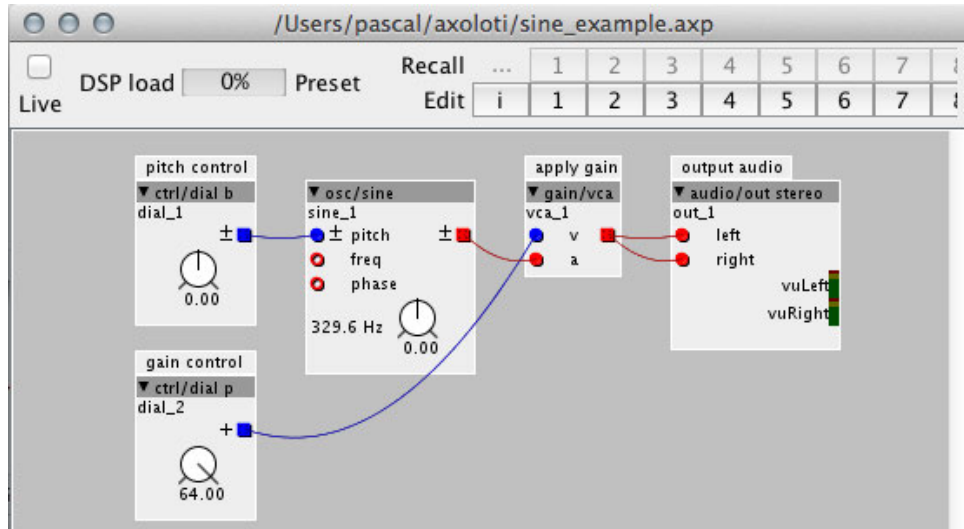 /Users/pascal/axoloti/sine_example.axp
Live
DSP load 0% Preset
Recall ... 1 2 3 4 5 6 7
Edit i 1 2 3 4 5 6 7
pitch control
▼ ctrl/dial b
dial_1
±
0.00
▼ osc/sine
sine_1
± pitch ±
freq
phase
329.6 Hz
0.00
apply gain
▼ gain/vca
vca_1
v
a
output audio
▼ audio/out stereo
out_1
left
right
vuLeft
vuRight
gain control
▼ ctrl/dial p
dial_2
+
64.00